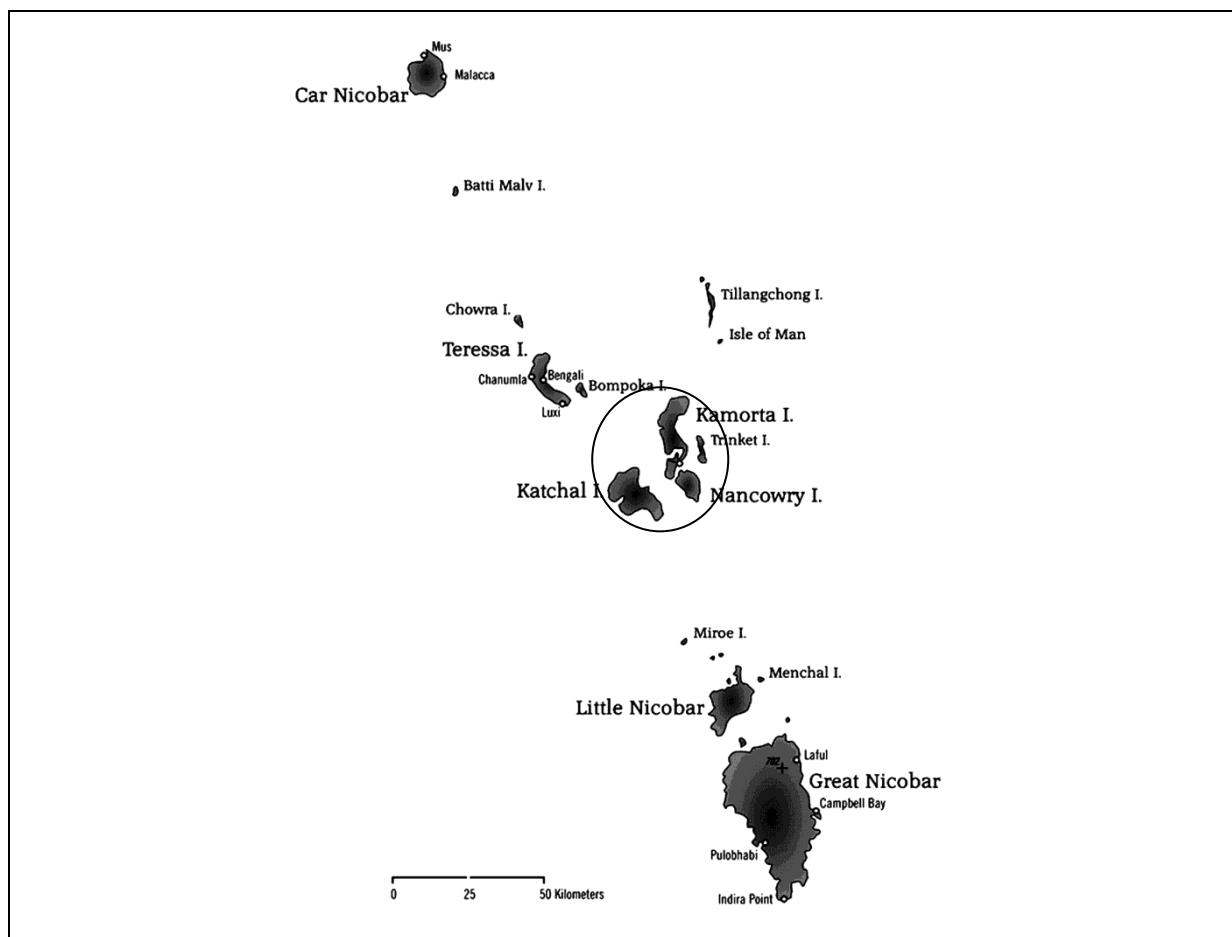 Mus
Malacca
Car Nicobar
Batti Malv I.
Tillangchong I.
Chowra I.
Isle of Man
Teressa I.
Chanumla
Bengali
Bompoka I.
Luxi
Kamorta I.
Trinket I.
Katchal I.
Nancowry I.
Miroe I.
Menchal I.
Little Nicobar
Laful
702
Great Nicobar
Campbell Bay
Pulobhabi
0 25 50 Kilometers
Indira Point